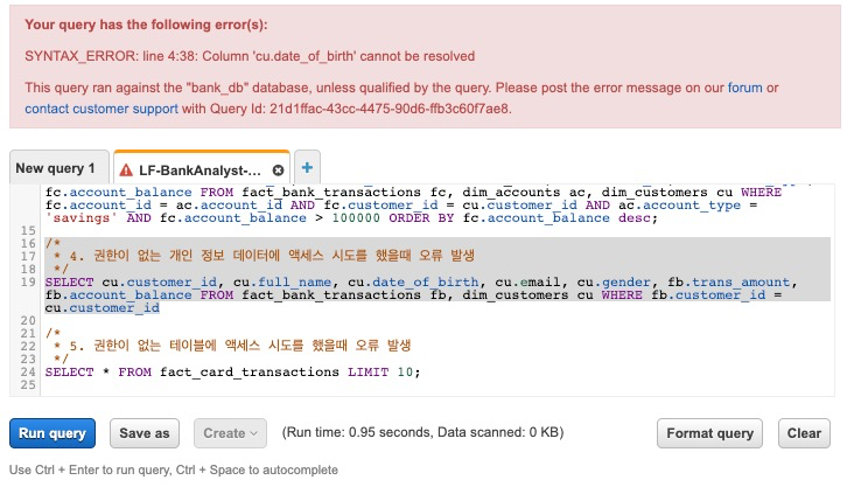 Your query has the following error(s):
SYNTAX_ERROR: line 4:38: Column 'cu.date_of_birth' cannot be resolved
This query ran against the "bank_db" database, unless qualified by the query. Please post the error message on our forum or
contact customer support with Query Id: 21d1ffac-43cc-4475-90d6-ffb3c60f7ae8.
New query 1
LF-BankAnalyst-...
+
fc.account_balance FROM fact_bank_transactions fc, dim_accounts ac, dim_customers cu WHERE
fc.account_id = ac.account_id AND fc.customer_id = cu.customer_id AND ac.account_type =
'savings' AND fc.account_balance > 100000 ORDER BY fc.account_balance desc;
15
16 /*
17 * 4. 권한이 없는 개인 정보 데이터에 액세스 시도를 했을때 오류 발생
18 */
19 SELECT cu.customer_id, cu.full_name, cu.date_of_birth, cu.email, cu.gender, fb.trans_amount,
fb.account_balance FROM fact_bank_transactions fb, dim_customers cu WHERE fb.customer_id =
cu.customer_id
20
21 /*
22 * 5. 권한이 없는 테이블에 액세스 시도를 했을때 오류 발생
23 */
24 SELECT * FROM fact_card_transactions LIMIT 10;
25
Run query
Save as
Create
(Run time: 0.95 seconds, Data scanned: 0 KB)
Format query
Clear
Use Ctrl + Enter to run query, Ctrl + Space to autocomplete